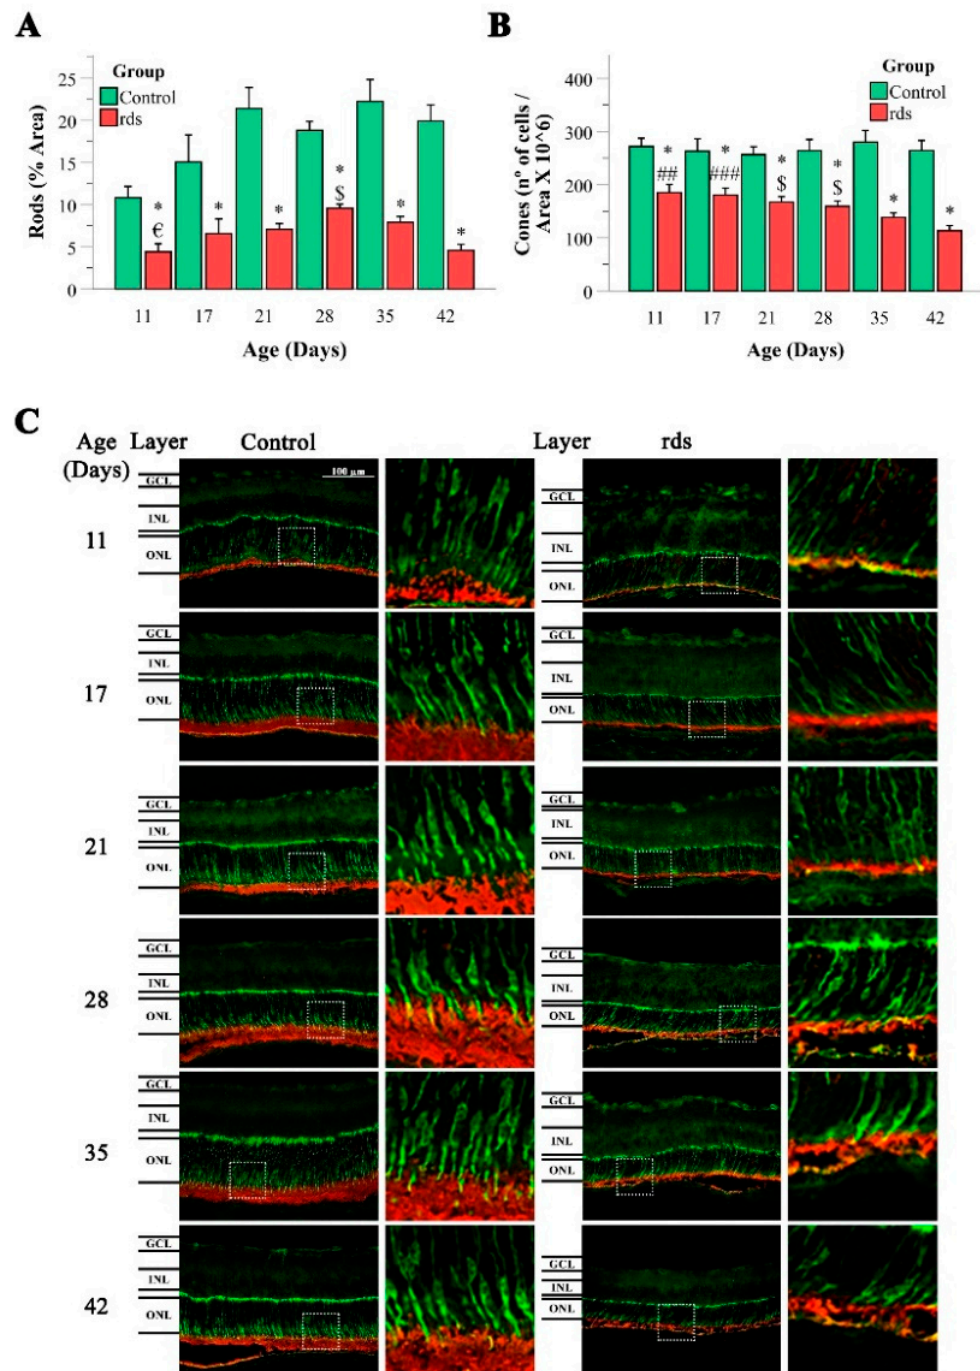 A
Group
Control
rds
Rods (% Area)
25
20
15
10
5
0
*
€
*
*
*
$
*
*
11 17 21 28 35 42
Age (Days)
B
Group
Control
rds
Cones (nº of cells /
Area X 10^6)
400
300
200
100
0
*
##
*
###
*
$
*
$
*
*
11 17 21 28 35 42
Age (Days)
C
Age Layer Control Layer rds
(Days)
100 µm
11
GCL
INL
ONL
GCL
INL
ONL
17
GCL
INL
ONL
GCL
INL
ONL
21
GCL
INL
ONL
GCL
INL
ONL
28
GCL
INL
ONL
GCL
INL
ONL
35
GCL
INL
ONL
GCL
INL
ONL
42
GCL
INL
ONL
GCL
INL
ONL